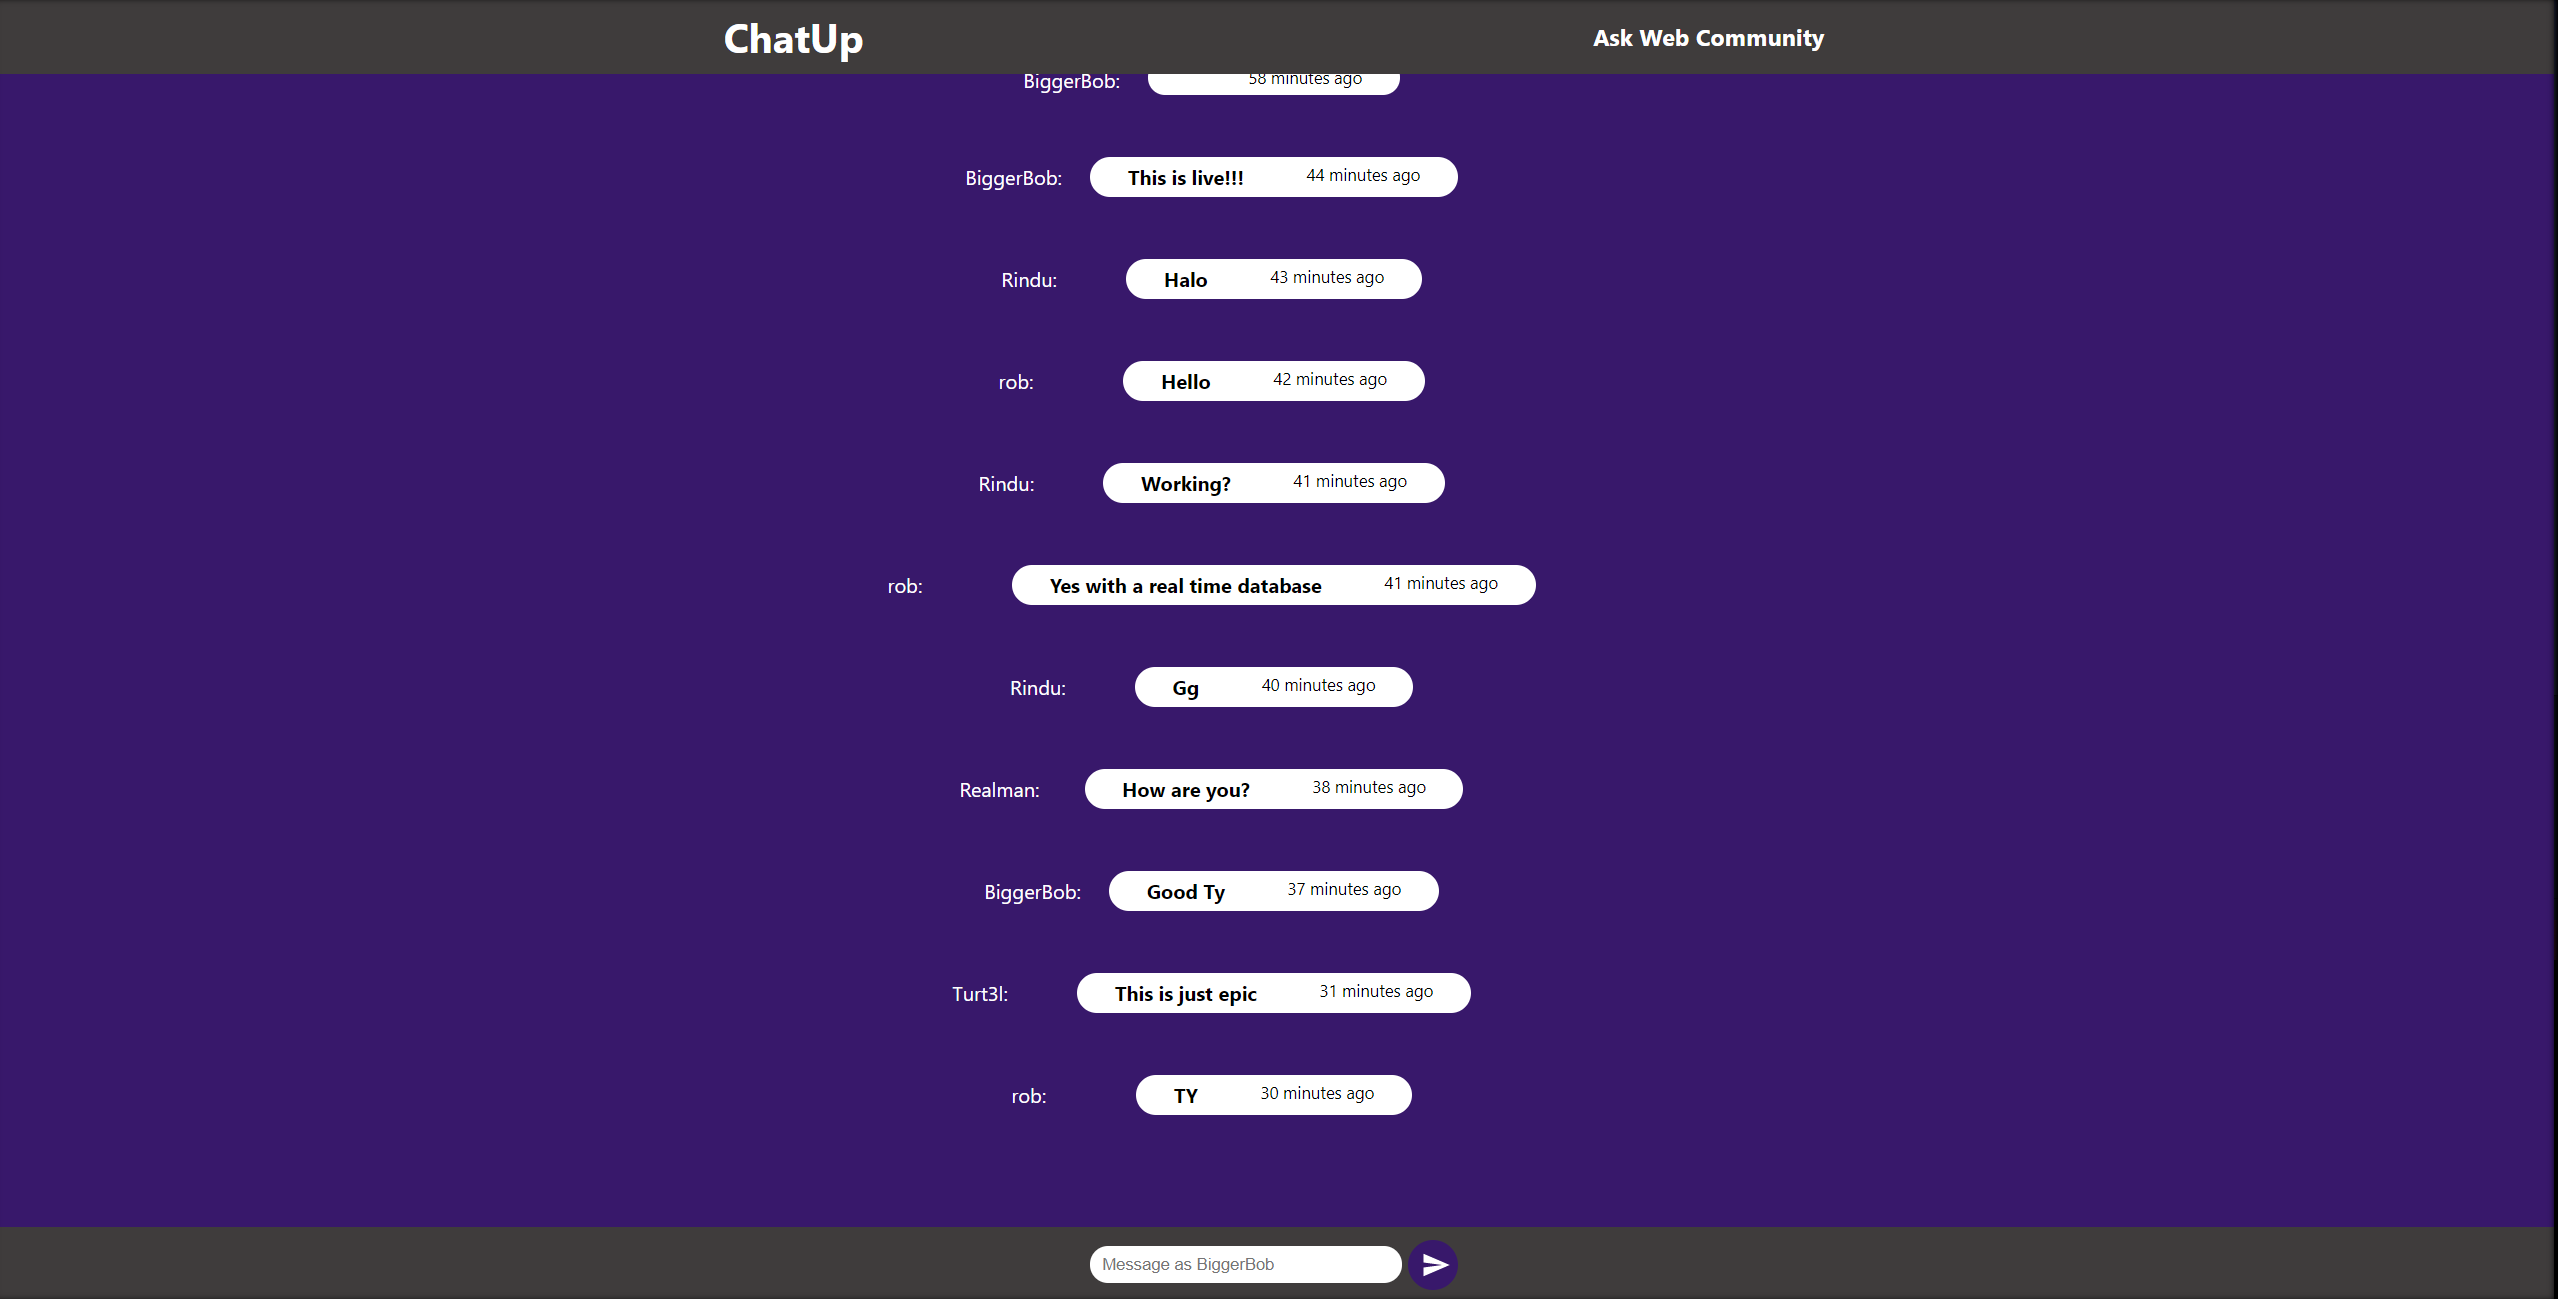 ChatUp Ask Web Community
BiggerBob: 58 minutes ago
BiggerBob: This is live!!! 44 minutes ago
Rindu: Halo 43 minutes ago
rob: Hello 42 minutes ago
Rindu: Working? 41 minutes ago
rob: Yes with a real time database 41 minutes ago
Rindu: Gg 40 minutes ago
Realman: How are you? 38 minutes ago
BiggerBob: Good Ty 37 minutes ago
Turt3l: This is just epic 31 minutes ago
rob: TY 30 minutes ago
Message as BiggerBob